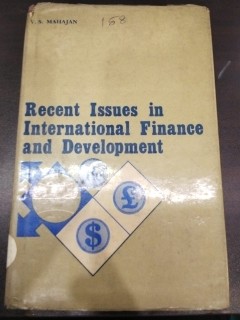 V. S. MAHAJAN
158
Recent Issues in
International Finance
and Development
£
$